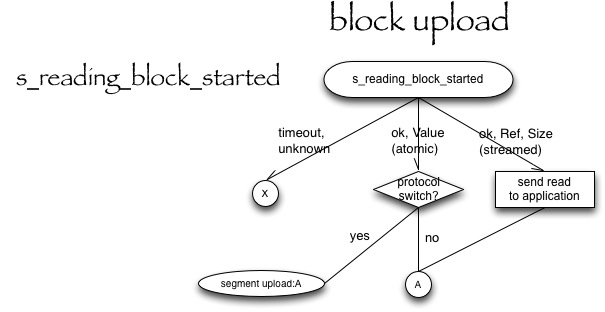 block upload
s_reading_block_started
s_reading_block_started
timeout,
unknown
ok, Value
(atomic)
ok, Ref, Size
(streamed)
X
protocol
switch?
send read
to application
yes
no
segment upload:A
A